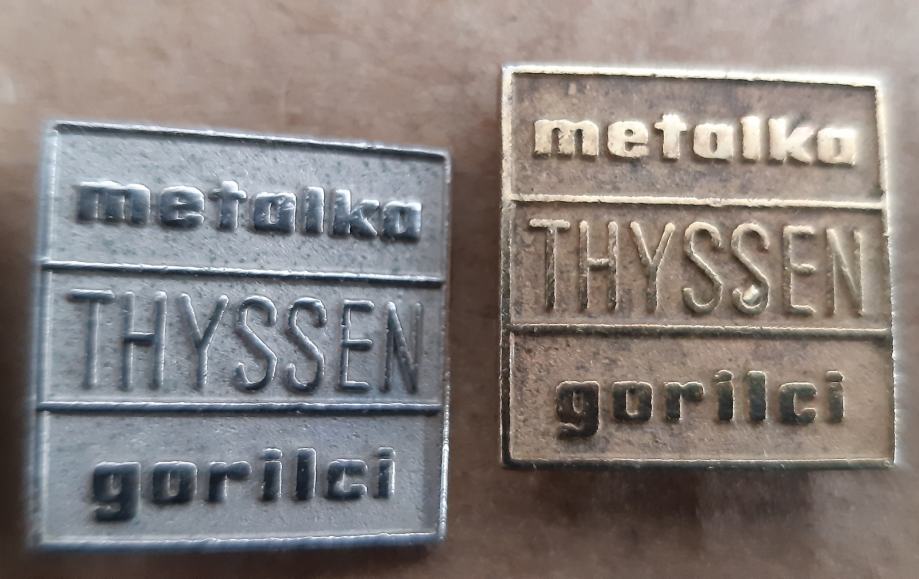 metalka
THYSSEN
gorilci
metalka
THYSSEN
gorilci